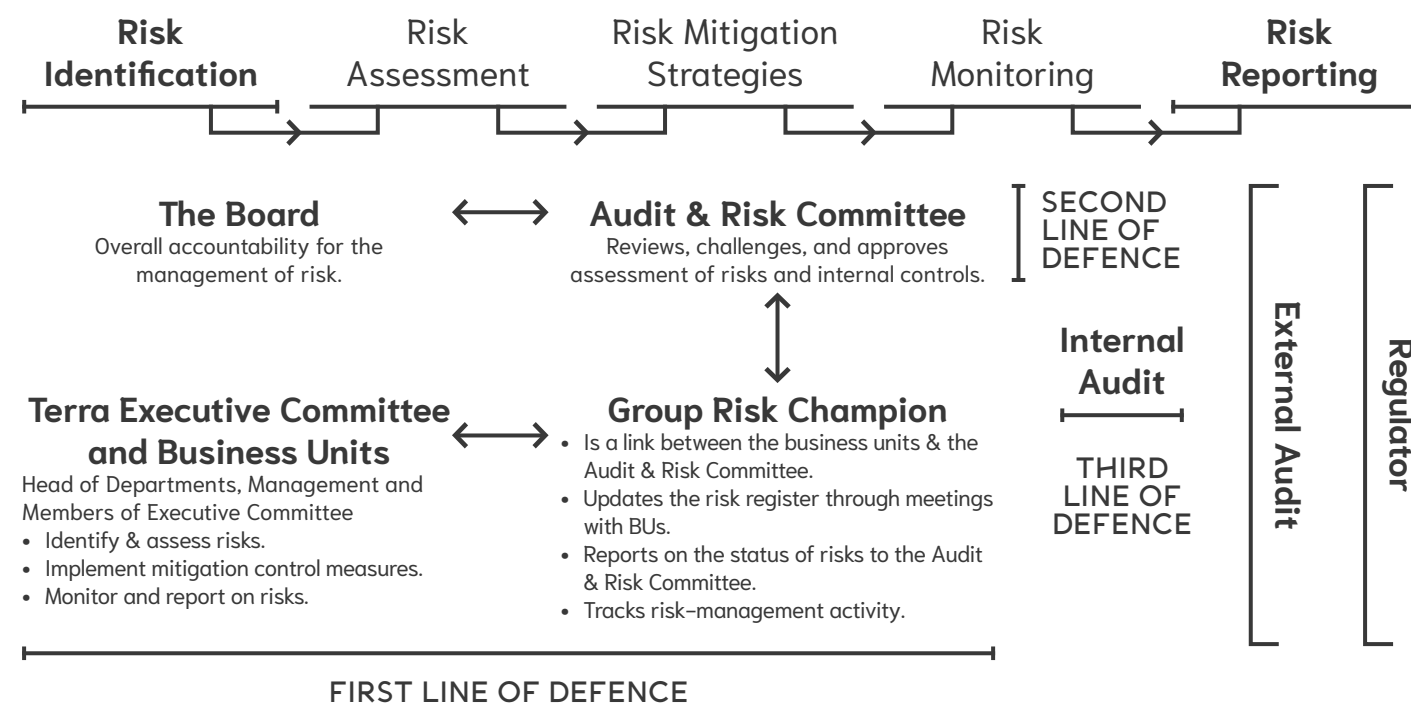 Risk
Identification
Risk
Assessment
Risk Mitigation
Strategies
Risk
Monitoring
Risk
Reporting
The Board
Overall accountability for the
management of risk.
Audit & Risk Committee
Reviews, challenges, and approves
assessment of risks and internal controls.
SECOND
LINE OF
DEFENCE
Terra Executive Committee
and Business Units
Head of Departments, Management and
Members of Executive Committee
• Identify & assess risks.
• Implement mitigation control measures.
• Monitor and report on risks.
Group Risk Champion
• Is a link between the business units & the
Audit & Risk Committee.
• Updates the risk register through meetings
with BUs.
• Reports on the status of risks to the Audit
& Risk Committee.
• Tracks risk-management activity.
Internal
Audit
THIRD
LINE OF
DEFENCE
External Audit
Regulator
FIRST LINE OF DEFENCE